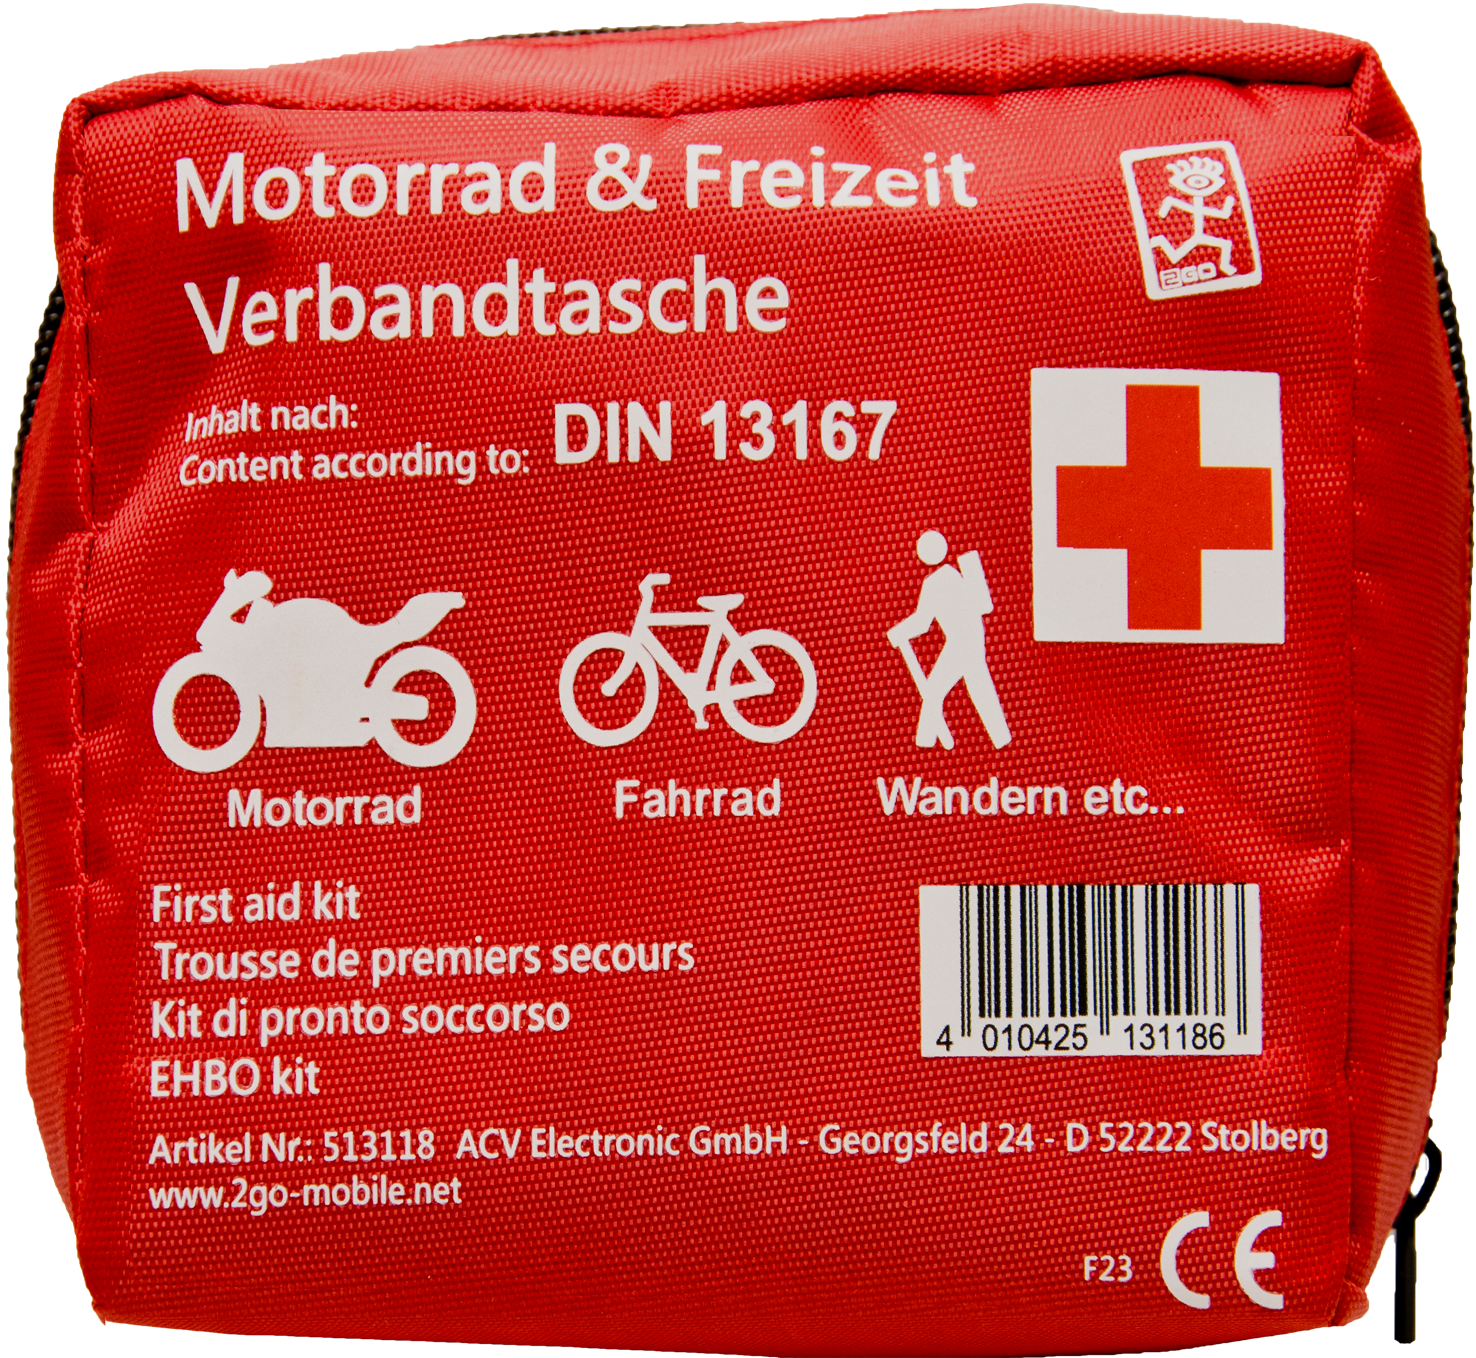 Motorrad & Freizeit
Verbandtasche
2GO
Inhalt nach:
Content according to: DIN 13167
Motorrad Fahrrad Wandern etc...
First aid kit
Trousse de premiers secours
Kit di pronto soccorso
EHBO kit
4 010425 131186
Artikel Nr.: 513118 ACV Electronic GmbH - Georgsfeld 24 - D 52222 Stolberg
www.2go-mobile.net
F23 CE